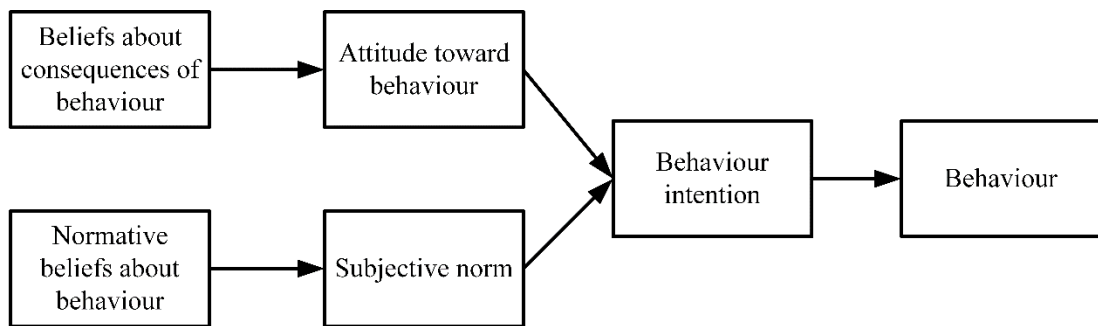 Beliefs about
consequences of
behaviour
Attitude toward
behaviour
Normative
beliefs about
behaviour
Subjective norm
Behaviour
intention
Behaviour